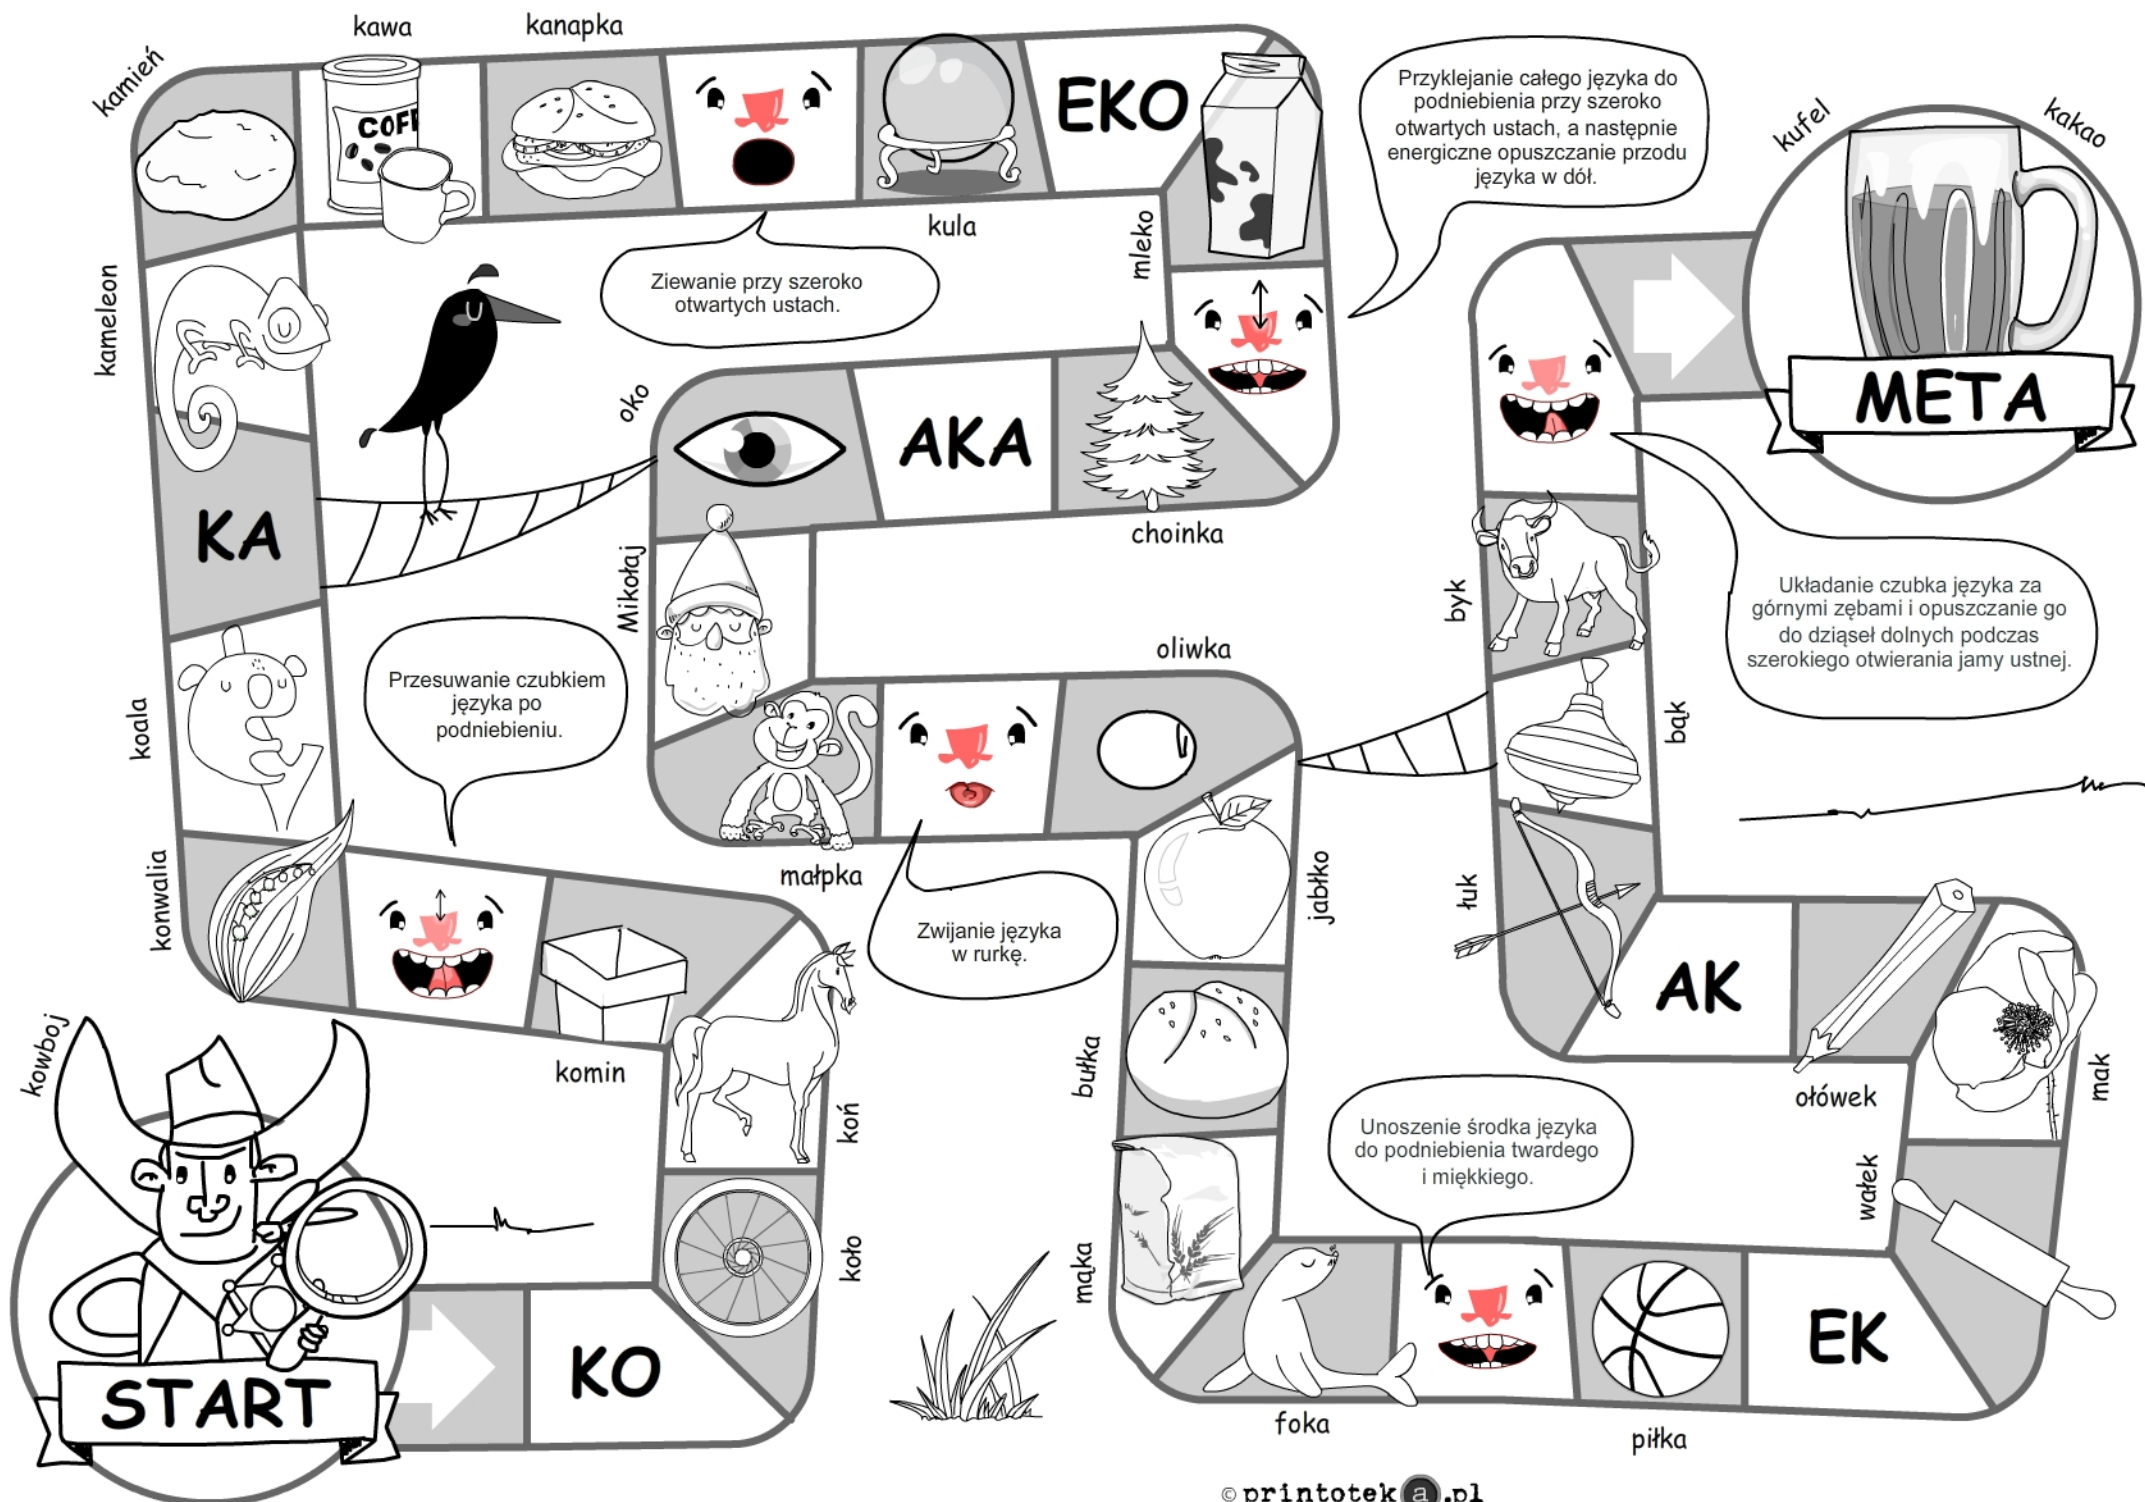 kawa
kanapka
kamień
COFF
EKO
Przyklejanie całego języka do
podniebienia przy szeroko
otwartych ustach, a następnie
energiczne opuszczanie przodu
języka w dół.
kufel
kakao
kula
mleko
Ziewanie przy szeroko
otwartych ustach.
kameleon
oko
AKA
META
KA
choinka
Mikołaj
byk
Układanie czubka języka za
górnymi zębami i opuszczanie go
do dziąseł dolnych podczas
szerokiego otwierania jamy ustnej.
oliwka
Przesuwanie czubkiem
języka po
podniebieniu.
koala
bąk
małpka
jabłko
łuk
konwalia
Zwijanie języka
w rurkę.
AK
kowboj
komin
bułka
ołówek
mak
koń
Unoszenie środka języka
do podniebienia twardego
i miękkiego.
wałek
koło
mąka
KO
EK
START
foka
piłka
© printoteka.pl